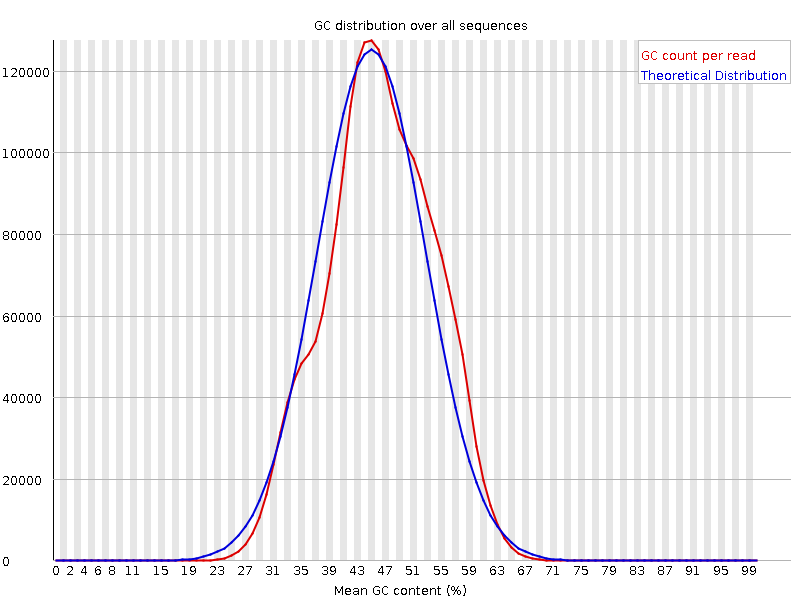 GC distribution over all sequences
GC count per read
Theoretical Distribution
120000
100000
80000
60000
40000
20000
0
0 2 4 6 8 11 15 19 23 27 31 35 39 43 47 51 55 59 63 67 71 75 79 83 87 91 95 99
Mean GC content (%)